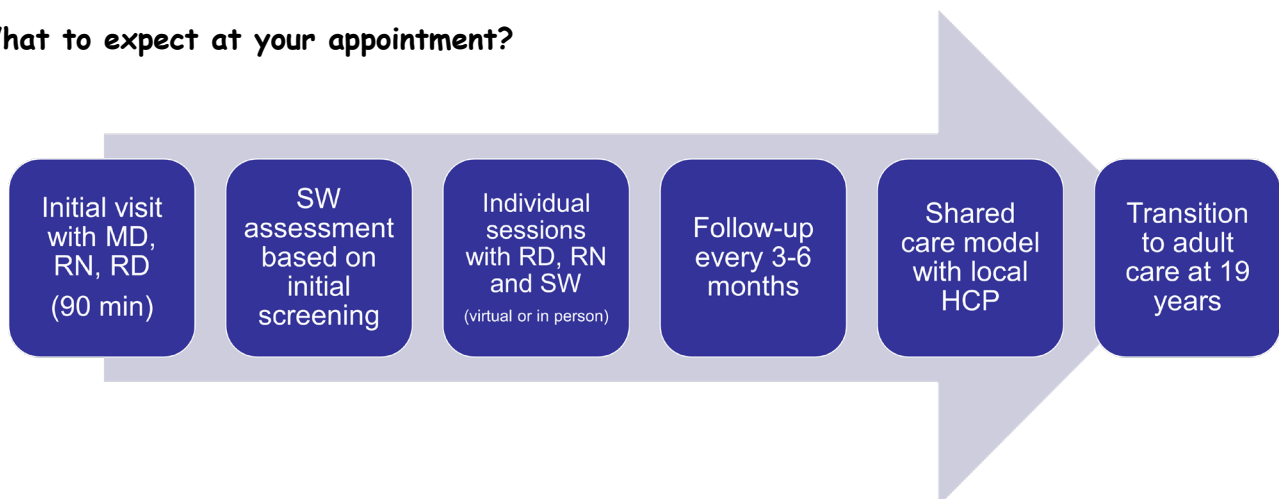 What to expect at your appointment?
Initial visit
with MD,
RN, RD
(90 min)
SW
assessment
based on
initial
screening
Individual
sessions
with RD, RN
and SW
(virtual or in person)
Follow-up
every 3-6
months
Shared
care model
with local
HCP
Transition
to adult
care at 19
years